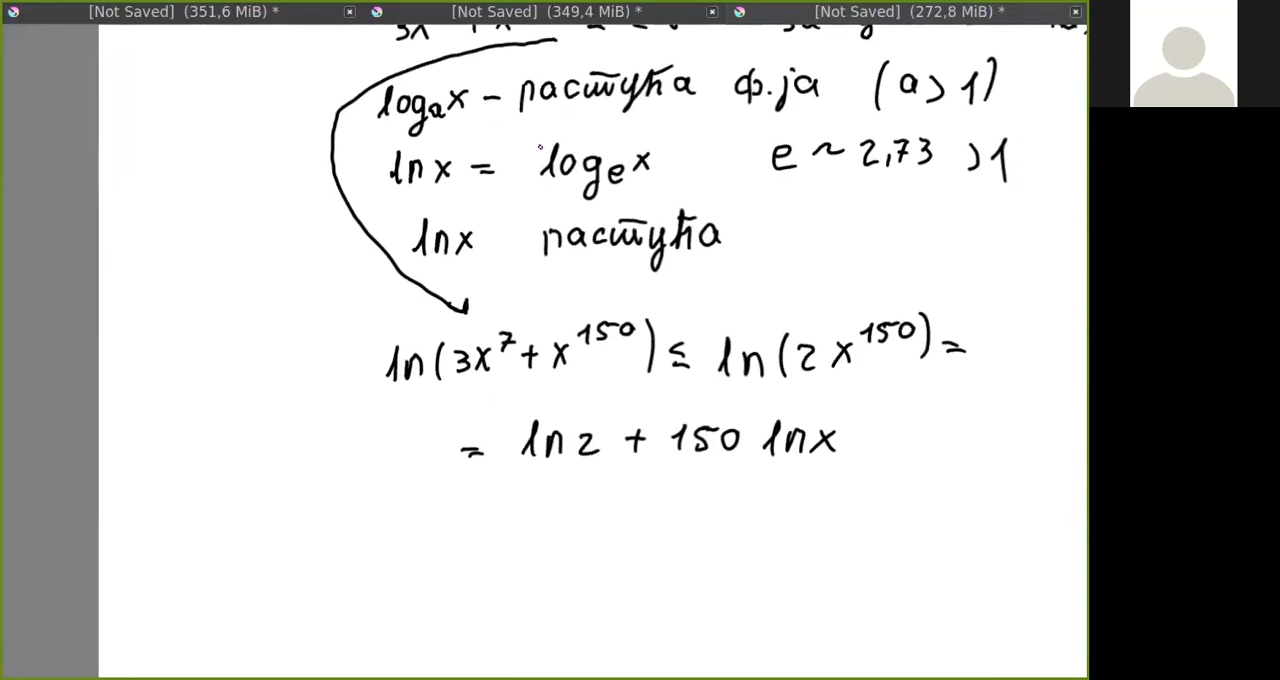 [Not Saved] (351,6 MiB) * [Not Saved] (349,4 MiB) * [Not Saved] (272,8 MiB) *
logₐx – растућа ф.ја (a > 1)
ln x = logₑx e ~ 2,73 > 1
ln x растућа
ln(3x⁷ + x¹⁵⁰) ≤ ln(2x¹⁵⁰) =
= ln 2 + 150 ln x